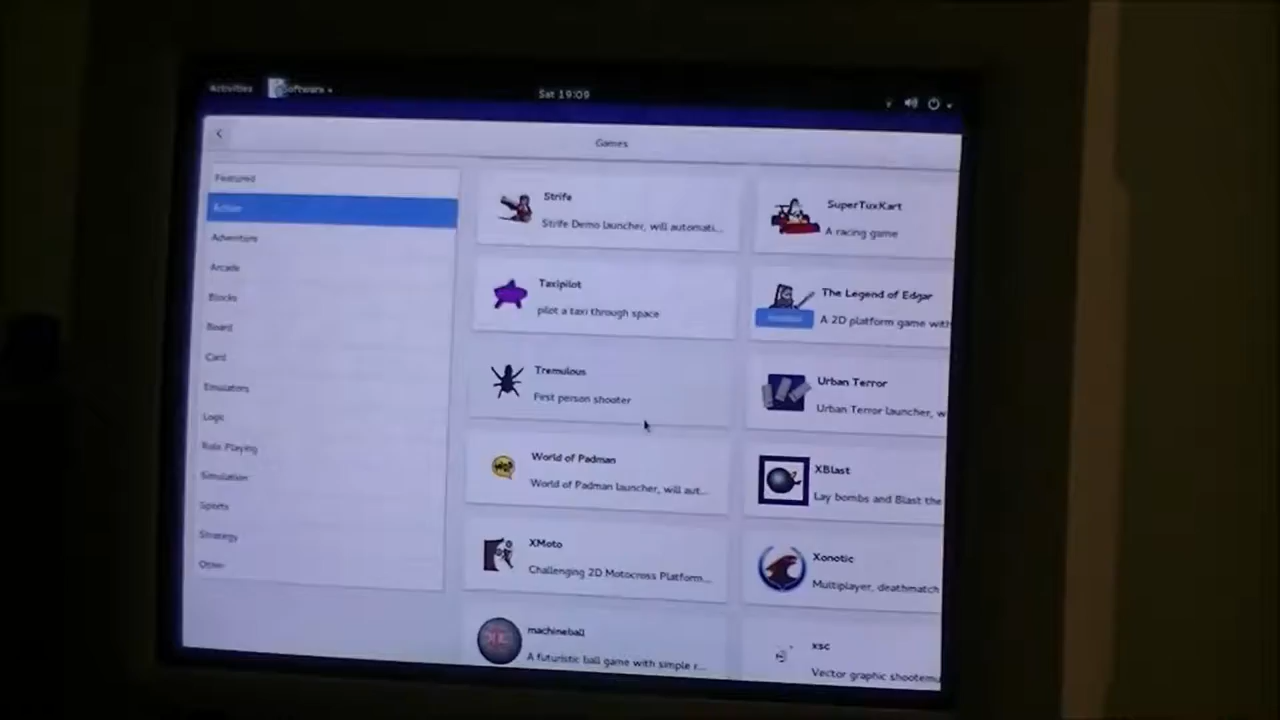 Activities Software
Sat 19:09
Games
Featured
Action
Adventure
Arcade
Blocks
Board
Card
Emulators
Logic
Role Playing
Simulation
Sports
Strategy
Other
Strife
Strife Demo launcher, will automati...
SuperTuxKart
A racing game
Taxipilot
pilot a taxi through space
The Legend of Edgar
A 2D platform game with
Tremulous
First person shooter
Urban Terror
Urban Terror launcher, w
World of Padman
World of Padman launcher, will aut...
XBlast
Lay bombs and Blast the
XMoto
Challenging 2D Motocross Platform...
Xonotic
Multiplayer, deathmatch
machineball
A futuristic ball game with simple r...
xsc
Vector graphic shootemu